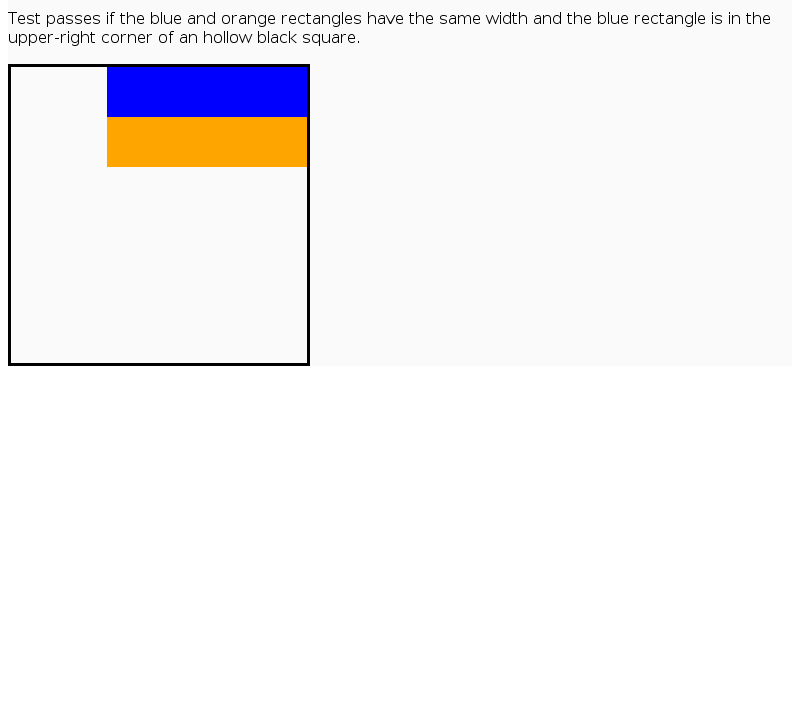 Test passes if the blue and orange rectangles have the same width and the blue rectangle is in the
upper-right corner of an hollow black square.